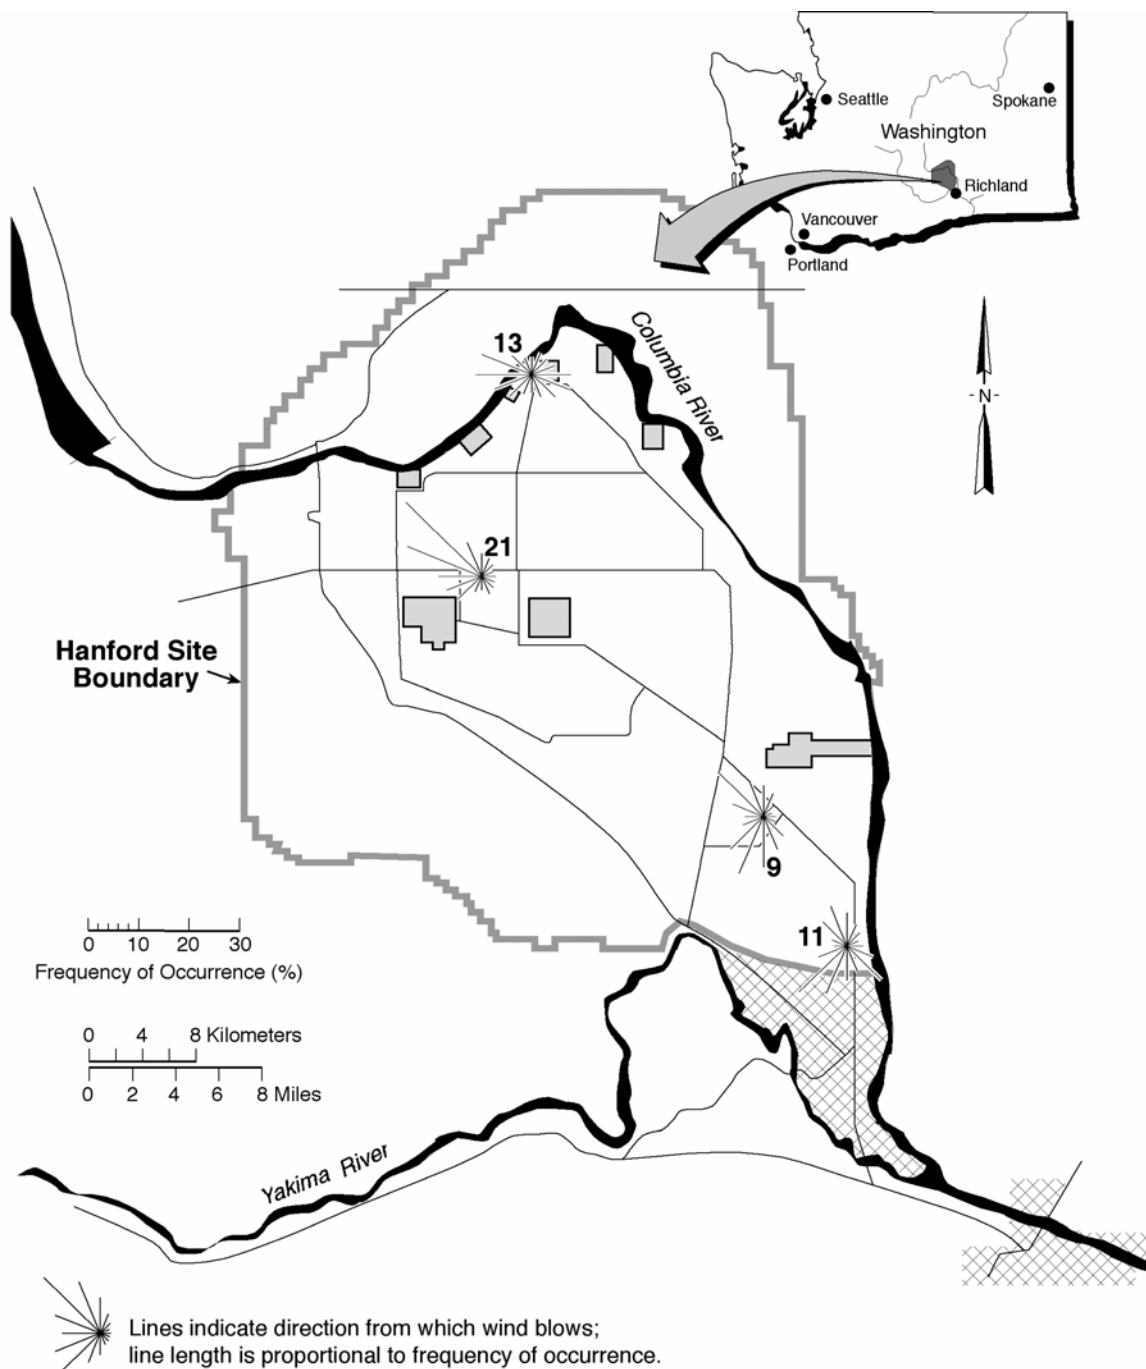 Seattle
Spokane
Washington
Richland
Vancouver
Portland
Columbia River
13
- N -
21
Hanford Site
Boundary
9
11
0 10 20 30
Frequency of Occurrence (%)
0 4 8 Kilometers
0 2 4 6 8 Miles
Yakima River
Lines indicate direction from which wind blows;
line length is proportional to frequency of occurrence.